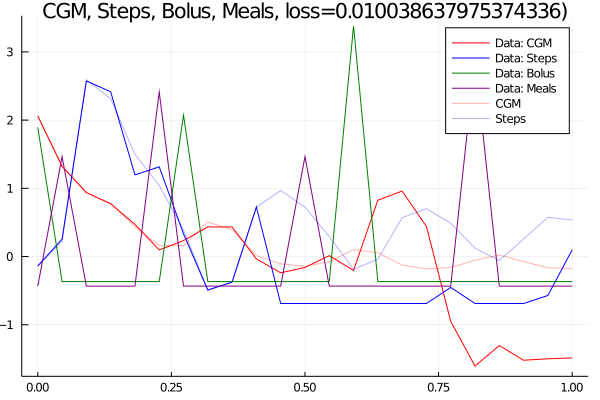 CGM, Steps, Bolus, Meals, loss=0.010038637975374336)
Data: CGM
Data: Steps
Data: Bolus
Data: Meals
CGM
Steps
3
2
1
0
−1
0.00 0.25 0.50 0.75 1.00